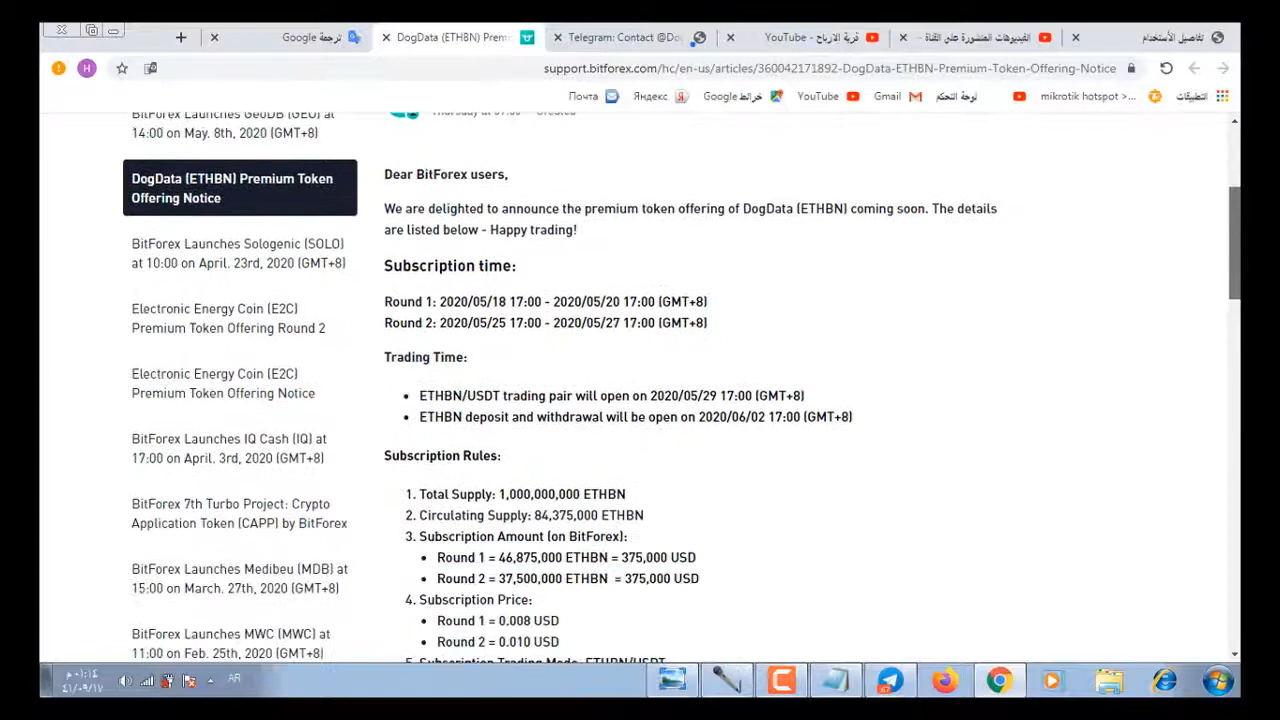 ترجمة Google
DogData (ETHBN) Prem
Telegram: Contact @Do
قرية الارباح - YouTube
الفيديوهات المنشورة على القناة -
تفاصيل الأستخدام
support.bitforex.com/hc/en-us/articles/360042171892-DogData-ETHBN-Premium-Token-Offering-Notice
H
Почта
Яндекс
خرائط Google
YouTube
Gmail
لوحة التحكم
mikrotik hotspot >...
التطبيقات
BitForex Launches GeoDB (GEO) at
14:00 on May. 8th, 2020 (GMT+8)
DogData (ETHBN) Premium Token
Offering Notice
BitForex Launches Sologenic (SOLO)
at 10:00 on April. 23rd, 2020 (GMT+8)
Electronic Energy Coin (E2C)
Premium Token Offering Round 2
Electronic Energy Coin (E2C)
Premium Token Offering Notice
BitForex Launches IQ Cash (IQ) at
17:00 on April. 3rd, 2020 (GMT+8)
BitForex 7th Turbo Project: Crypto
Application Token (CAPP) by BitForex
BitForex Launches Medibeu (MDB) at
15:00 on March. 27th, 2020 (GMT+8)
BitForex Launches MWC (MWC) at
11:00 on Feb. 25th, 2020 (GMT+8)
Dear BitForex users,
We are delighted to announce the premium token offering of DogData (ETHBN) coming soon. The details
are listed below - Happy trading!
Subscription time:
Round 1: 2020/05/18 17:00 - 2020/05/20 17:00 (GMT+8)
Round 2: 2020/05/25 17:00 - 2020/05/27 17:00 (GMT+8)
Trading Time:
• ETHBN/USDT trading pair will open on 2020/05/29 17:00 (GMT+8)
• ETHBN deposit and withdrawal will be open on 2020/06/02 17:00 (GMT+8)
Subscription Rules:
1. Total Supply: 1,000,000,000 ETHBN
2. Circulating Supply: 84,375,000 ETHBN
3. Subscription Amount (on BitForex):
• Round 1 = 46,875,000 ETHBN = 375,000 USD
• Round 2 = 37,500,000 ETHBN = 375,000 USD
4. Subscription Price:
• Round 1 = 0.008 USD
• Round 2 = 0.010 USD
5. Subscription Trading Mode: ETHBN/USDT
AR